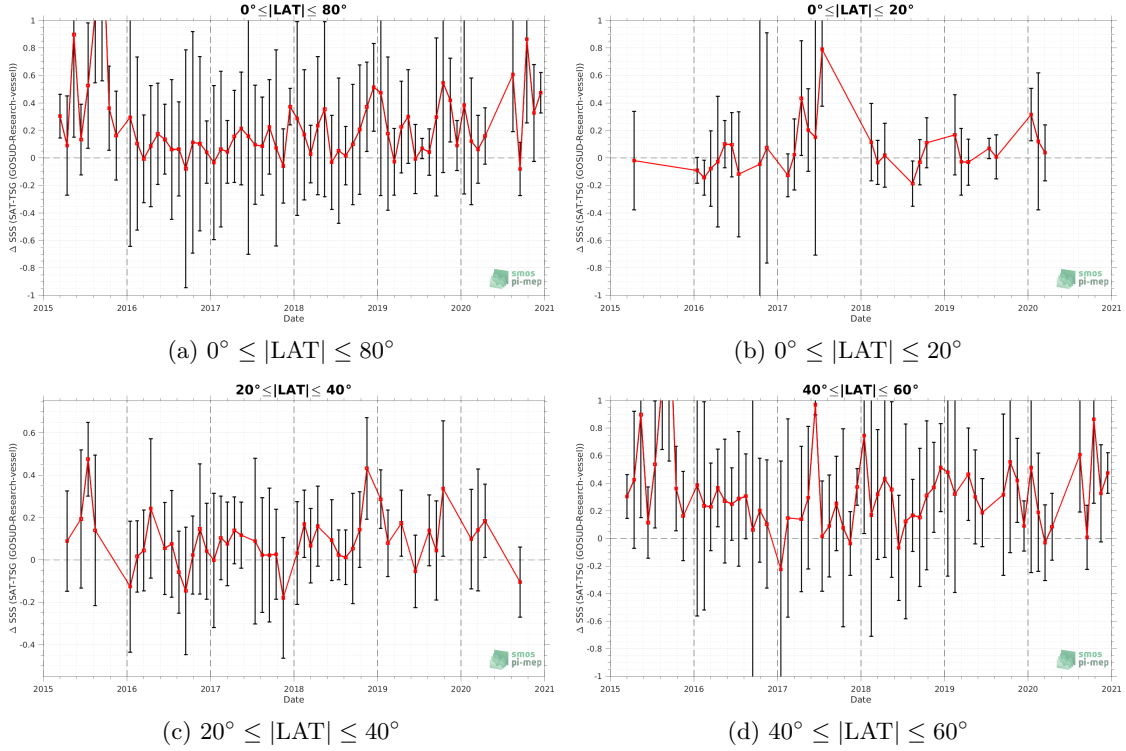 0°≤|LAT|≤ 80°
Δ SSS (SAT-TSG (GOSUD-Research-vessel))
1
0.8
0.6
0.4
0.2
0
-0.2
-0.4
-0.6
-0.8
-1
2015 2016 2017 2018 2019 2020 2021
Date
smos
pi-mep
(a) 0° ≤ |LAT| ≤ 80°
0°≤|LAT|≤ 20°
Δ SSS (SAT-TSG (GOSUD-Research-vessel))
1
0.8
0.6
0.4
0.2
0
-0.2
-0.4
-0.6
-0.8
-1
2015 2016 2017 2018 2019 2020 2021
Date
smos
pi-mep
(b) 0° ≤ |LAT| ≤ 20°
20°≤|LAT|≤ 40°
Δ SSS (SAT-TSG (GOSUD-Research-vessel))
0.6
0.4
0.2
0
-0.2
-0.4
2015 2016 2017 2018 2019 2020 2021
Date
smos
pi-mep
(c) 20° ≤ |LAT| ≤ 40°
40°≤|LAT|≤ 60°
Δ SSS (SAT-TSG (GOSUD-Research-vessel))
1
0.8
0.6
0.4
0.2
0
-0.2
-0.4
-0.6
-0.8
-1
2015 2016 2017 2018 2019 2020 2021
Date
smos
pi-mep
(d) 40° ≤ |LAT| ≤ 60°